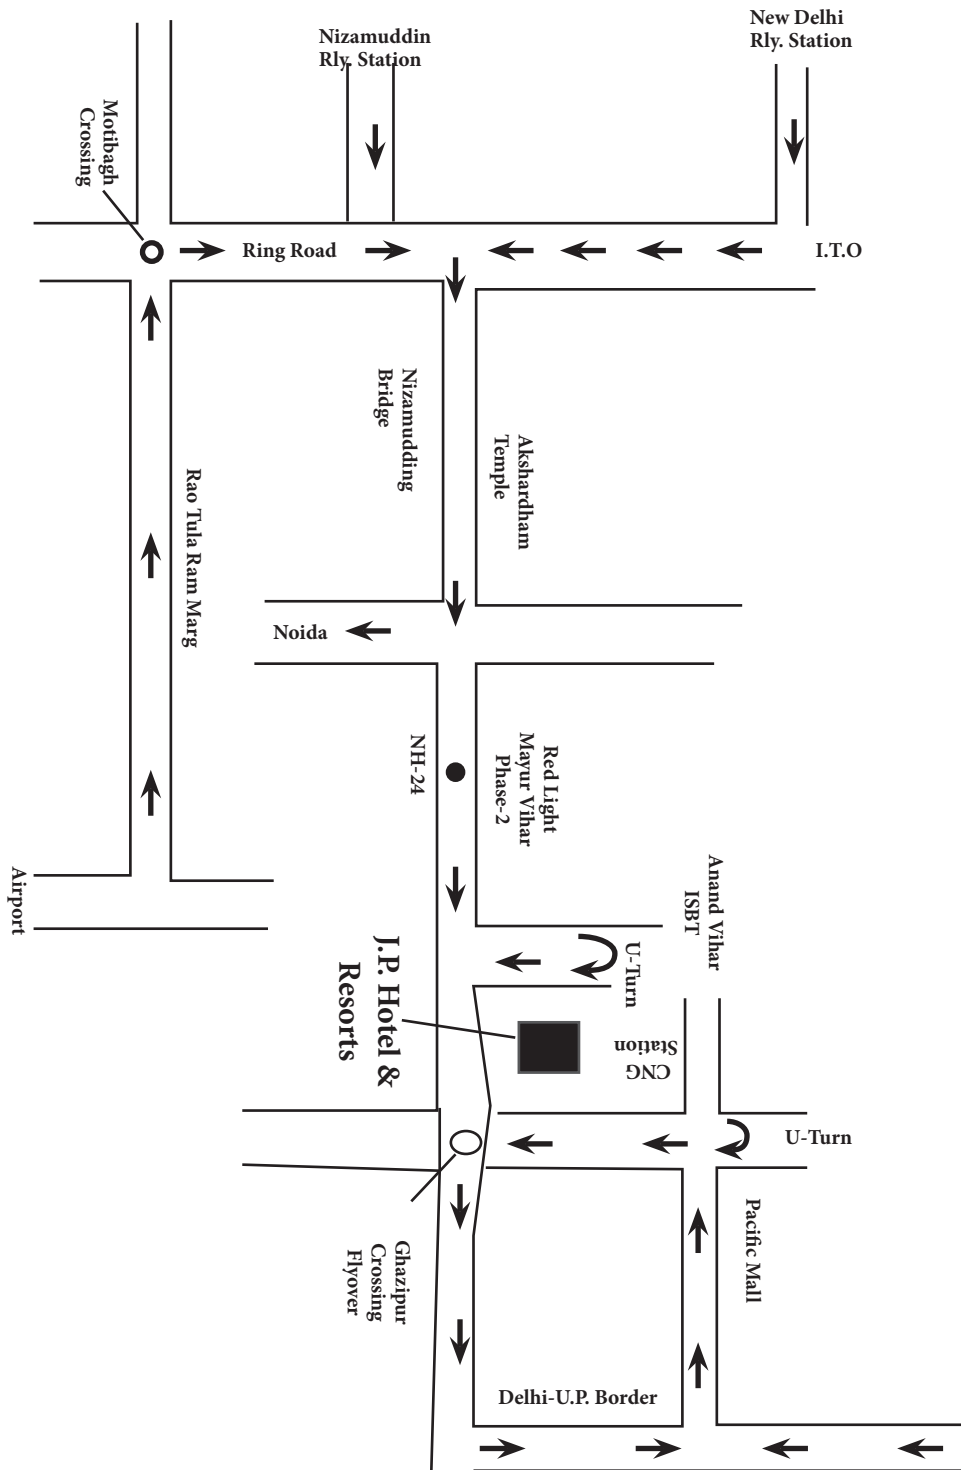 Nizamuddin
Rly. Station
New Delhi
Rly. Station
Motibagh
Crossing
Ring Road
I.T.O
Nizamudding
Bridge
Akshardham
Temple
Rao Tula Ram Marg
Noida
NH-24
Red Light
Mayur Vihar
Phase-2
Airport
Anand Vihar
ISBT
U-Turn
J.P. Hotel &
Resorts
CNG
Station
U-Turn
Pacific Mall
Ghazipur
Crossing
Flyover
Delhi-U.P. Border